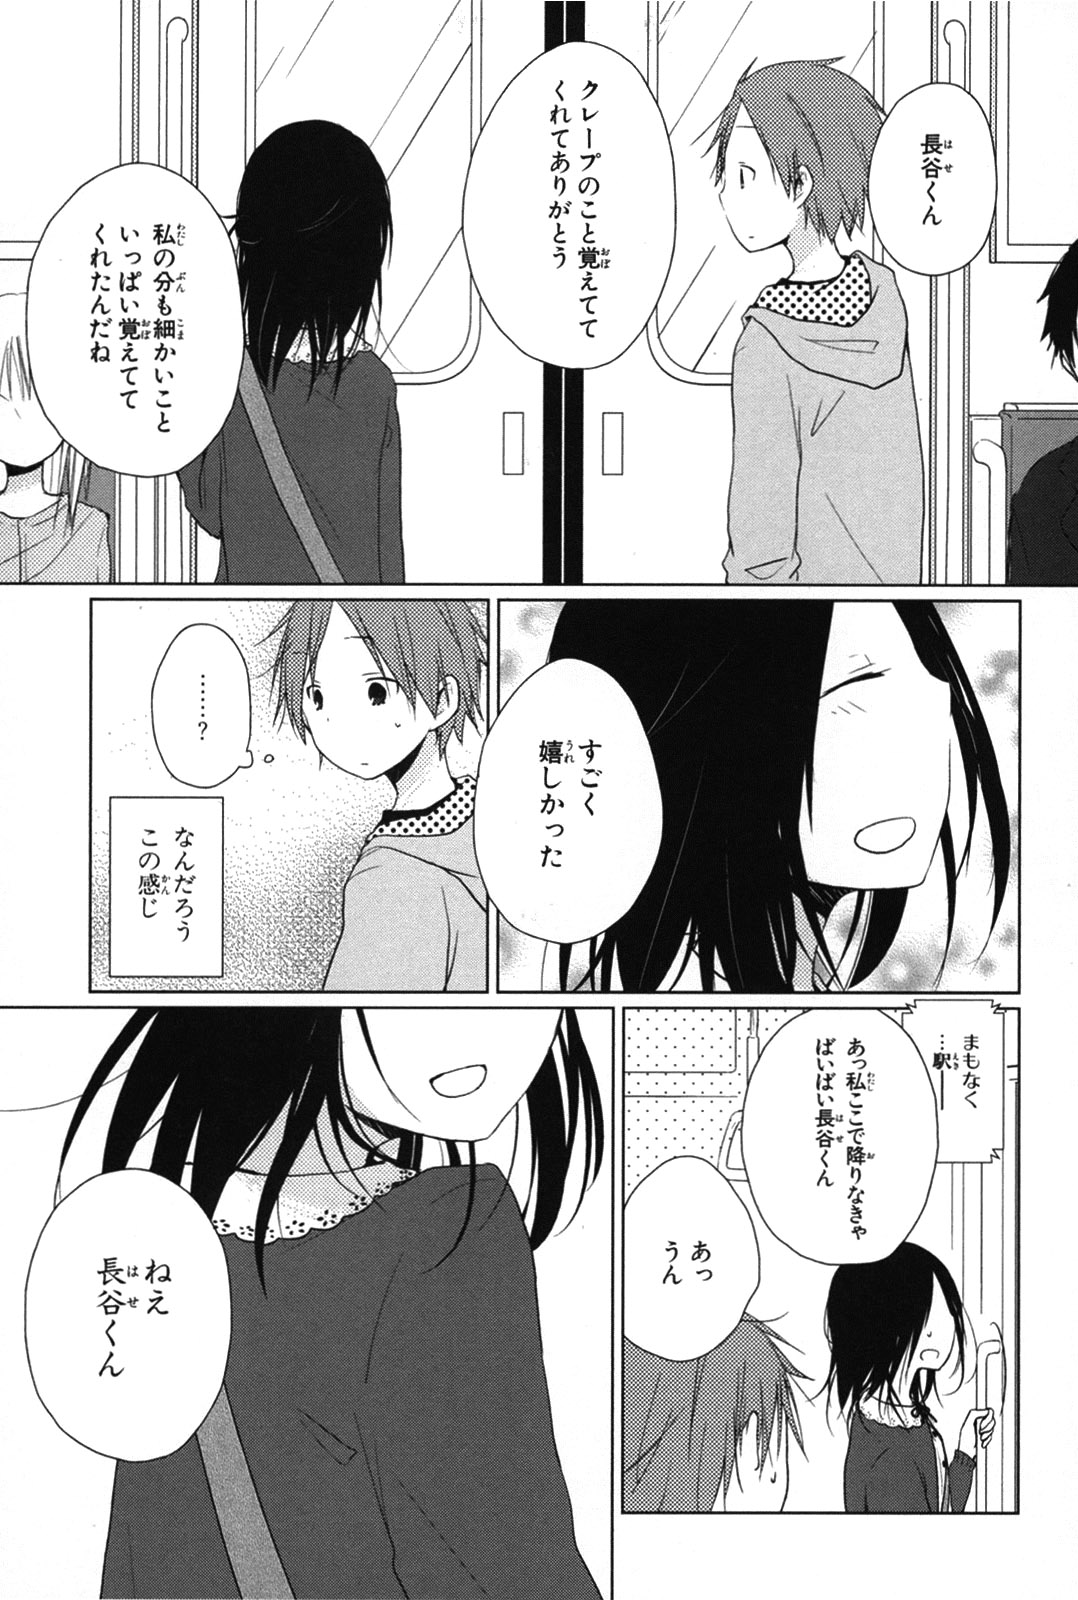 長谷くん
クレープのこと覚えてて
くれてありがとう
私の分も細かいこと
いっぱい覚えてて
くれたんだね
すごく
嬉しかった
……?
なんだろう
この感じ
まもなく
…駅―
あっ私ここで降りなきゃ
ばいばい長谷くん
あっ
うん
ねえ
長谷くん